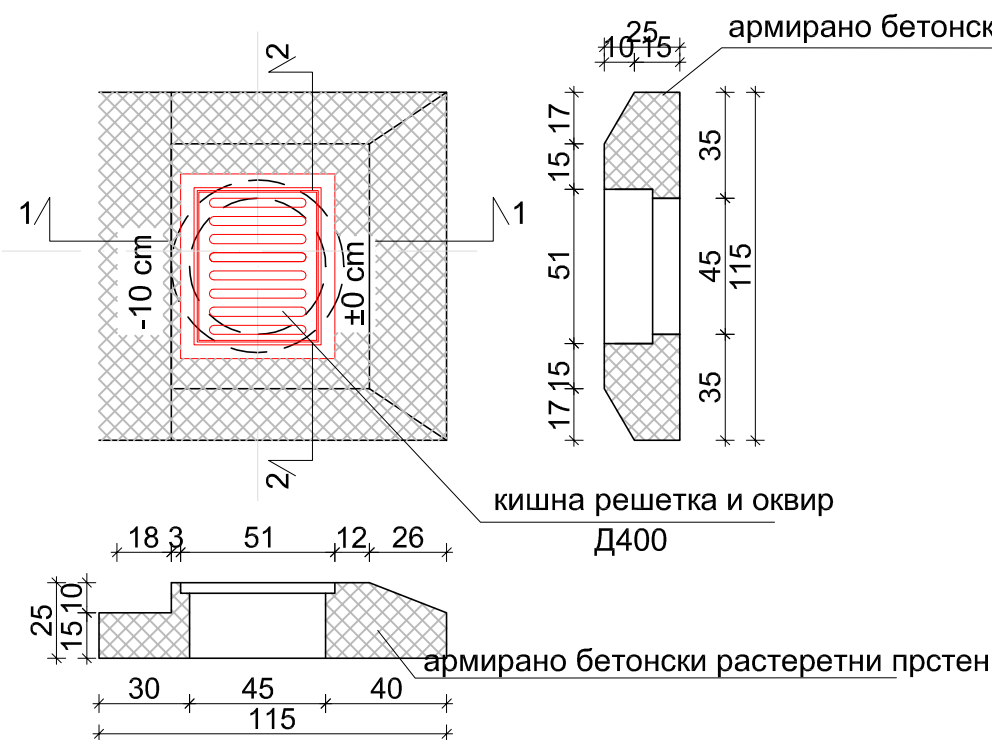 2
армирано бетонск
25
10 15
17
15
51
15
17
35
45
35
115
1
1
-10 cm
±0 cm
2
кишна решетка и оквир
Д400
18 3 51 12 26
25
10
15
армирано бетонски растеретни прстен
30 45 40
115